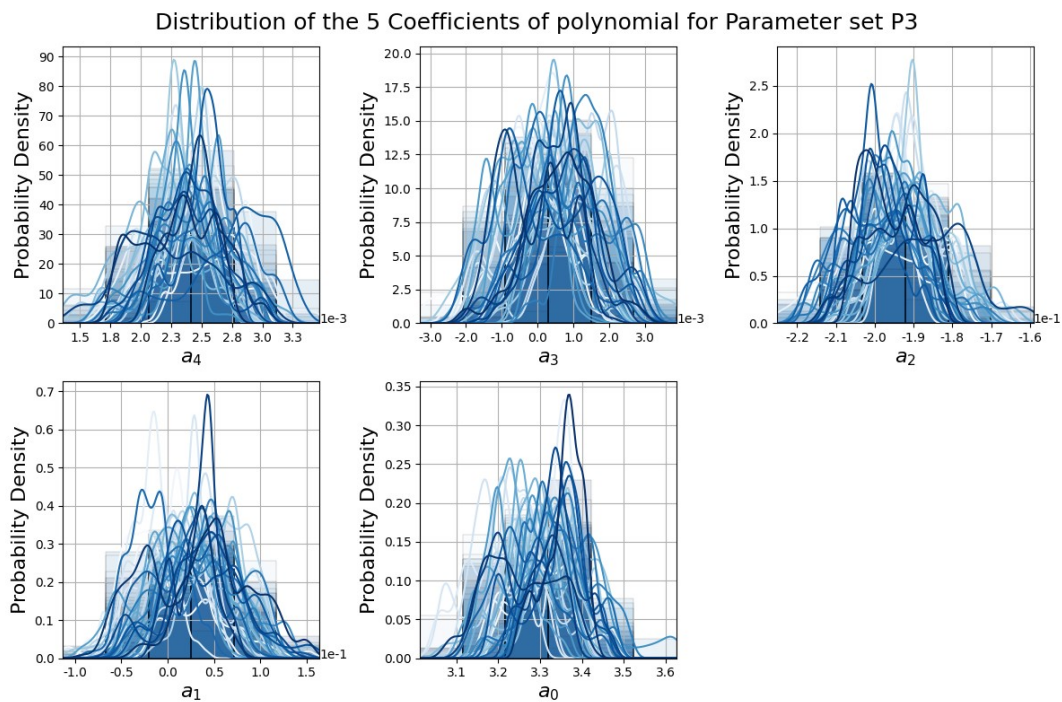 Distribution of the 5 Coefficients of polynomial for Parameter set P3
Probability Density
90
80
70
60
50
40
30
20
10
0
1.5 1.8 2.0 2.3 2.5 2.8 3.0 3.3
1e-3
a4
Probability Density
20.0
17.5
15.0
12.5
10.0
7.5
5.0
2.5
0.0
-3.0 -2.0 -1.0 0.0 1.0 2.0 3.0
1e-3
a3
Probability Density
2.5
2.0
1.5
1.0
0.5
0.0
-2.2 -2.1 -2.0 -1.9 -1.8 -1.7 -1.6
1e-1
a2
Probability Density
0.7
0.6
0.5
0.4
0.3
0.2
0.1
0.0
-1.0 -0.5 0.0 0.5 1.0 1.5
1e-1
a1
Probability Density
0.35
0.30
0.25
0.20
0.15
0.10
0.05
0.00
3.1 3.2 3.3 3.4 3.5 3.6
a0